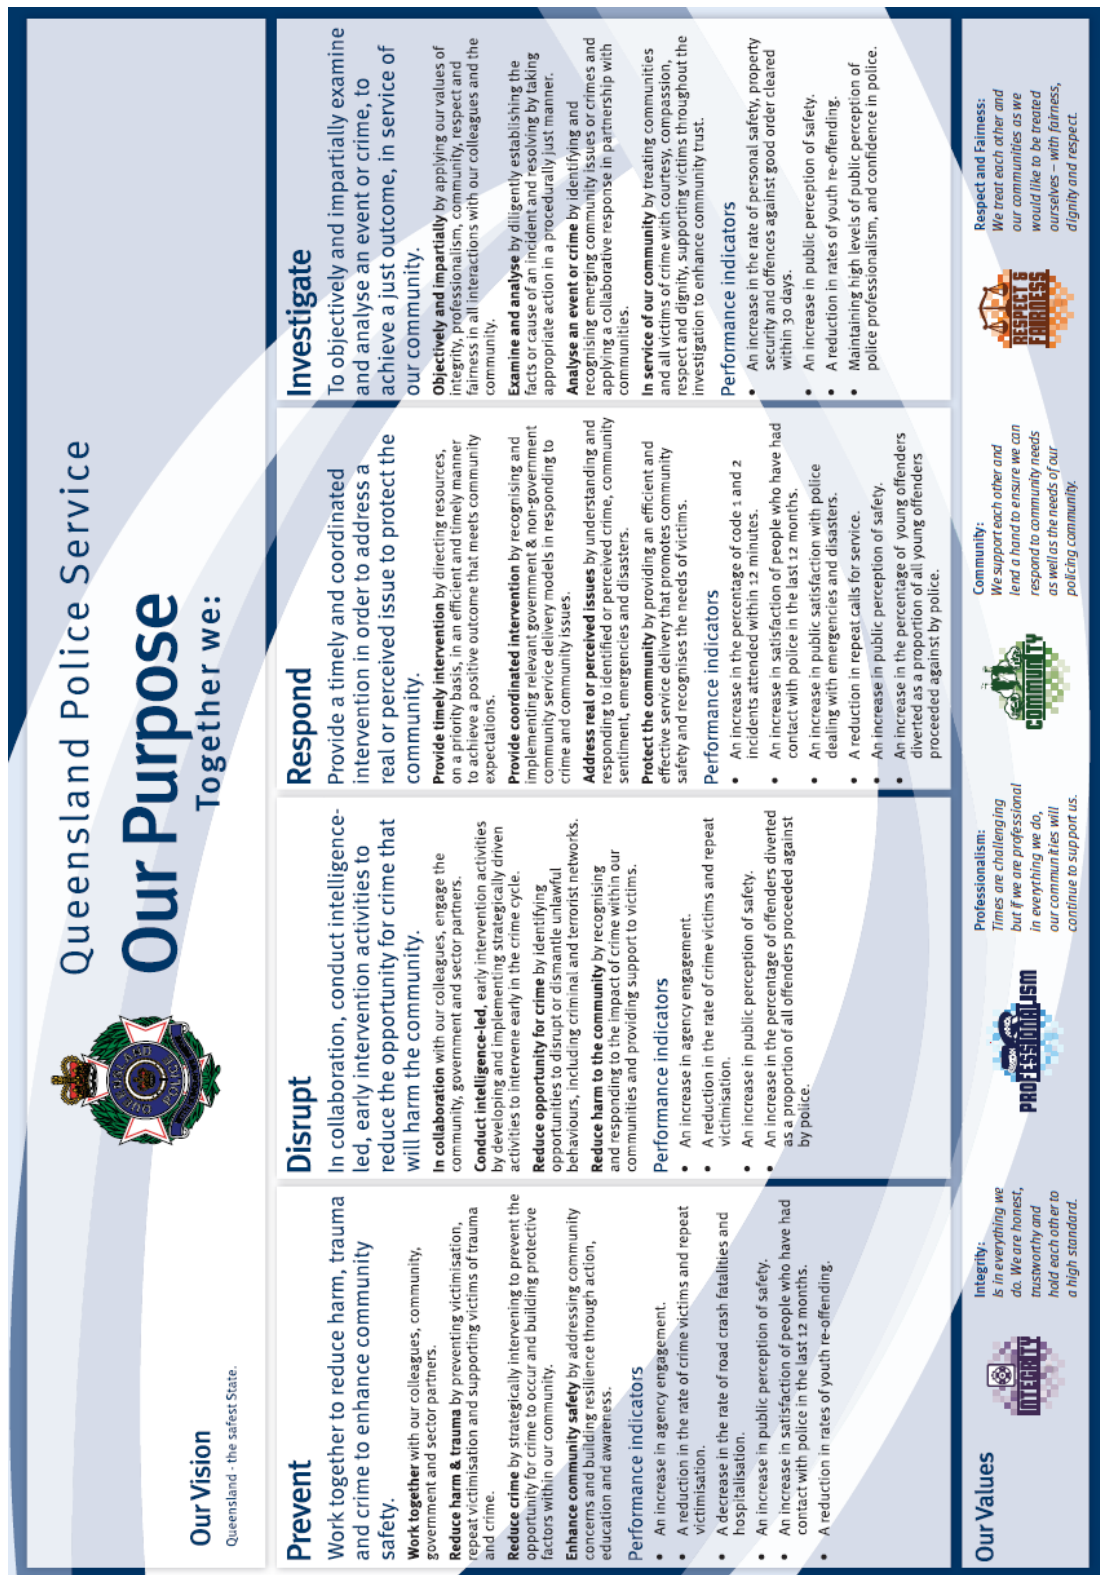 Queensland Police Service
Our Purpose
Together we:
Our Vision
Queensland - the safest State.
Prevent
Work together to reduce harm, trauma
and crime to enhance community
safety.
Work together with our colleagues, community,
government and sector partners.
Reduce harm & trauma by preventing victimisation,
repeat victimisation and supporting victims of trauma
and crime.
Reduce crime by strategically intervening to prevent the
opportunity for crime to occur and building protective
factors within our community.
Enhance community safety by addressing community
concerns and building resilience through action,
education and awareness.
Performance indicators
• An increase in agency engagement.
• A reduction in the rate of crime victims and repeat
victimisation.
• A decrease in the rate of road crash fatalities and
hospitalisation.
• An increase in public perception of safety.
• An increase in satisfaction of people who have had
contact with police in the last 12 months.
• A reduction in rates of youth re-offending.
Disrupt
In collaboration, conduct intelligence-
led, early intervention activities to
reduce the opportunity for crime that
will harm the community.
In collaboration with our colleagues, engage the
community, government and sector partners.
Conduct intelligence-led, early intervention activities
by developing and implementing strategically driven
activities to intervene early in the crime cycle.
Reduce opportunity for crime by identifying
opportunities to disrupt or dismantle unlawful
behaviours, including criminal and terrorist networks.
Reduce harm to the community by recognising
and responding to the impact of crime within our
communities and providing support to victims.
Performance indicators
• An increase in agency engagement.
• A reduction in the rate of crime victims and repeat
victimisation.
• An increase in public perception of safety.
• An increase in the percentage of offenders diverted
as a proportion of all offenders proceeded against
by police.
Respond
Provide a timely and coordinated
intervention in order to address a
real or perceived issue to protect the
community.
Provide timely intervention by directing resources,
on a priority basis, in an efficient and timely manner
to achieve a positive outcome that meets community
expectations.
Provide coordinated intervention by recognising and
implementing relevant government & non-government
community service delivery models in responding to
crime and community issues.
Address real or perceived issues by understanding and
responding to identified or perceived crime, community
sentiment, emergencies and disasters.
Protect the community by providing an efficient and
effective service delivery that promotes community
safety and recognises the needs of victims.
Performance indicators
• An increase in the percentage of code 1 and 2
incidents attended within 12 minutes.
• An increase in satisfaction of people who have had
contact with police in the last 12 months.
• An increase in public satisfaction with police
dealing with emergencies and disasters.
• A reduction in repeat calls for service.
• An increase in public perception of safety.
• An increase in the percentage of young offenders
diverted as a proportion of all young offenders
proceeded against by police.
Investigate
To objectively and impartially examine
and analyse an event or crime, to
achieve a just outcome, in service of
our community.
Objectively and impartially by applying our values of
integrity, professionalism, community, respect and
fairness in all interactions with our colleagues and the
community.
Examine and analyse by diligently establishing the
facts or cause of an incident and resolving by taking
appropriate action in a procedurally just manner.
Analyse an event or crime by identifying and
recognising emerging community issues or crimes and
applying a collaborative response in partnership with
communities.
In service of our community by treating communities
and all victims of crime with courtesy, compassion,
respect and dignity, supporting victims throughout the
investigation to enhance community trust.
Performance indicators
• An increase in the rate of personal safety, property
security and offences against good order cleared
within 30 days.
• An increase in public perception of safety.
• A reduction in rates of youth re-offending.
• Maintaining high levels of public perception of
police professionalism, and confidence in police.
Our Values
INTEGRITY
Integrity:
Is in everything we
do. We are honest,
trustworthy and
hold each other to
a high standard.
PROFESSIONALISM
Professionalism:
Times are challenging
but if we are professional
in everything we do,
our communities will
continue to support us.
COMMUNITY
Community:
We support each other and
lend a hand to ensure we can
respond to community needs
as well as the needs of our
policing community.
RESPECT &
FAIRNESS
Respect and Fairness:
We treat each other and
our communities as we
would like to be treated
ourselves – with fairness,
dignity and respect.
QUEENSLAND POLICE